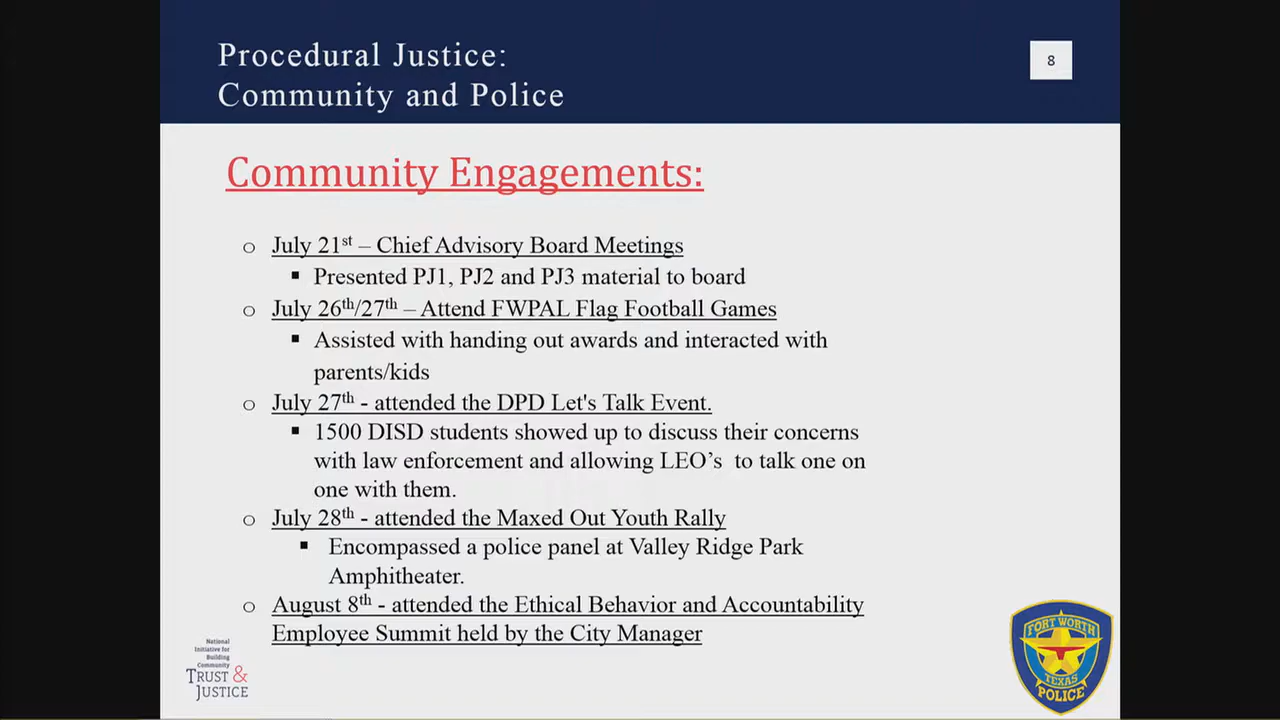 Procedural Justice:
Community and Police
8
Community Engagements:
o July 21st – Chief Advisory Board Meetings
▪ Presented PJ1, PJ2 and PJ3 material to board
o July 26th/27th – Attend FWPAL Flag Football Games
▪ Assisted with handing out awards and interacted with
parents/kids
o July 27th - attended the DPD Let's Talk Event.
▪ 1500 DISD students showed up to discuss their concerns
with law enforcement and allowing LEO’s to talk one on
one with them.
o July 28th - attended the Maxed Out Youth Rally
▪ Encompassed a police panel at Valley Ridge Park
Amphitheater.
o August 8th - attended the Ethical Behavior and Accountability
Employee Summit held by the City Manager
National
Initiative for
Building
Community
TRUST &
JUSTICE
FORT WORTH
TEXAS
POLICE